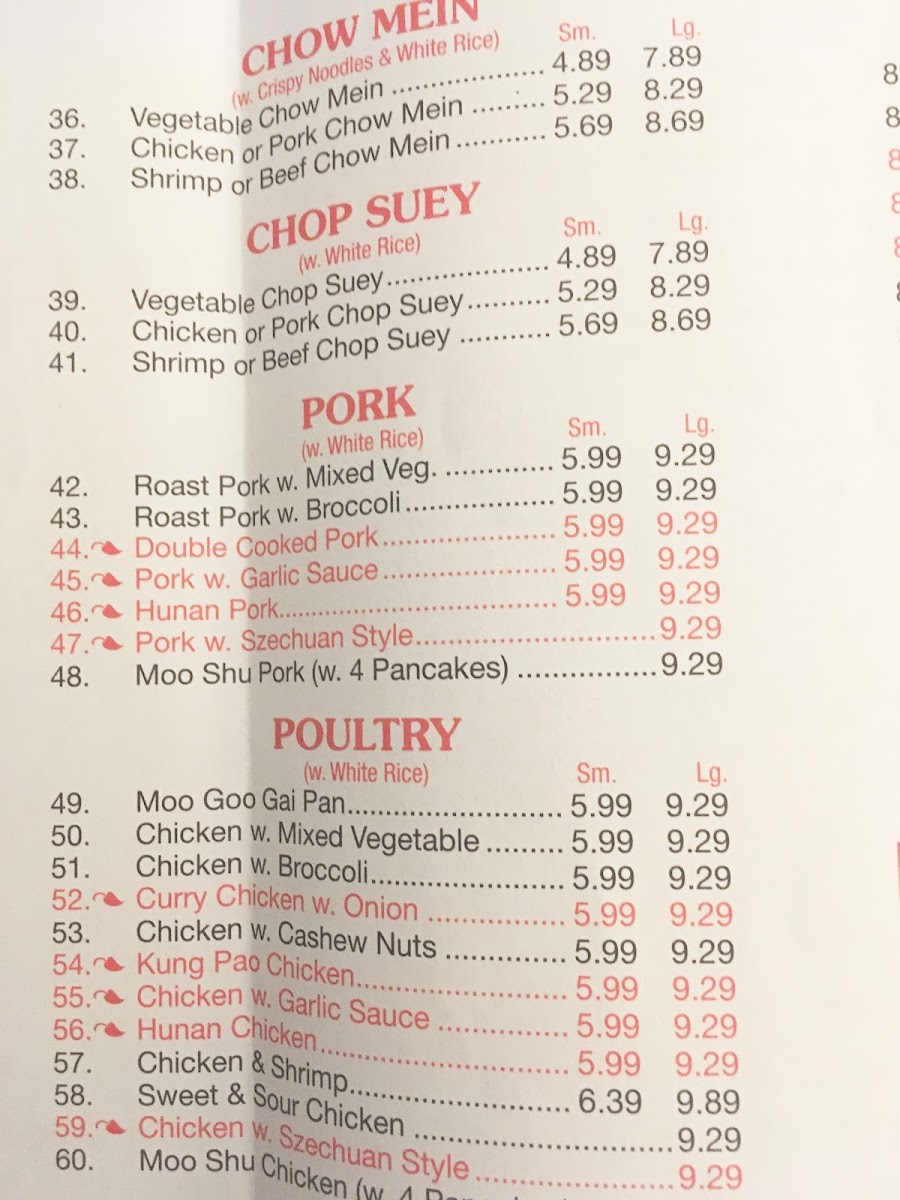 CHOW MEIN
(w. Crispy Noodles & White Rice) Sm. Lg.
36. Vegetable Chow Mein .................... 4.89 7.89
37. Chicken or Pork Chow Mein ......... 5.29 8.29
38. Shrimp or Beef Chow Mein ........... 5.69 8.69
CHOP SUEY
(w. White Rice) Sm. Lg.
39. Vegetable Chop Suey .................... 4.89 7.89
40. Chicken or Pork Chop Suey .......... 5.29 8.29
41. Shrimp or Beef Chop Suey ........... 5.69 8.69
PORK
(w. White Rice) Sm. Lg.
42. Roast Pork w. Mixed Veg. ............. 5.99 9.29
43. Roast Pork w. Broccoli .................. 5.99 9.29
44. Double Cooked Pork ..................... 5.99 9.29
45. Pork w. Garlic Sauce ..................... 5.99 9.29
46. Hunan Pork.................................. 5.99 9.29
47. Pork w. Szechuan Style............................. 9.29
48. Moo Shu Pork (w. 4 Pancakes) ................ 9.29
POULTRY
(w. White Rice) Sm. Lg.
49. Moo Goo Gai Pan.......................... 5.99 9.29
50. Chicken w. Mixed Vegetable ......... 5.99 9.29
51. Chicken w. Broccoli....................... 5.99 9.29
52. Curry Chicken w. Onion ................ 5.99 9.29
53. Chicken w. Cashew Nuts .............. 5.99 9.29
54. Kung Pao Chicken......................... 5.99 9.29
55. Chicken w. Garlic Sauce ............... 5.99 9.29
56. Hunan Chicken.............................. 5.99 9.29
57. Chicken & Shrimp.......................... 6.39 9.89
58. Sweet & Sour Chicken ............................... 9.29
59. Chicken w. Szechuan Style........................ 9.29
60. Moo Shu Chicken (w. 4